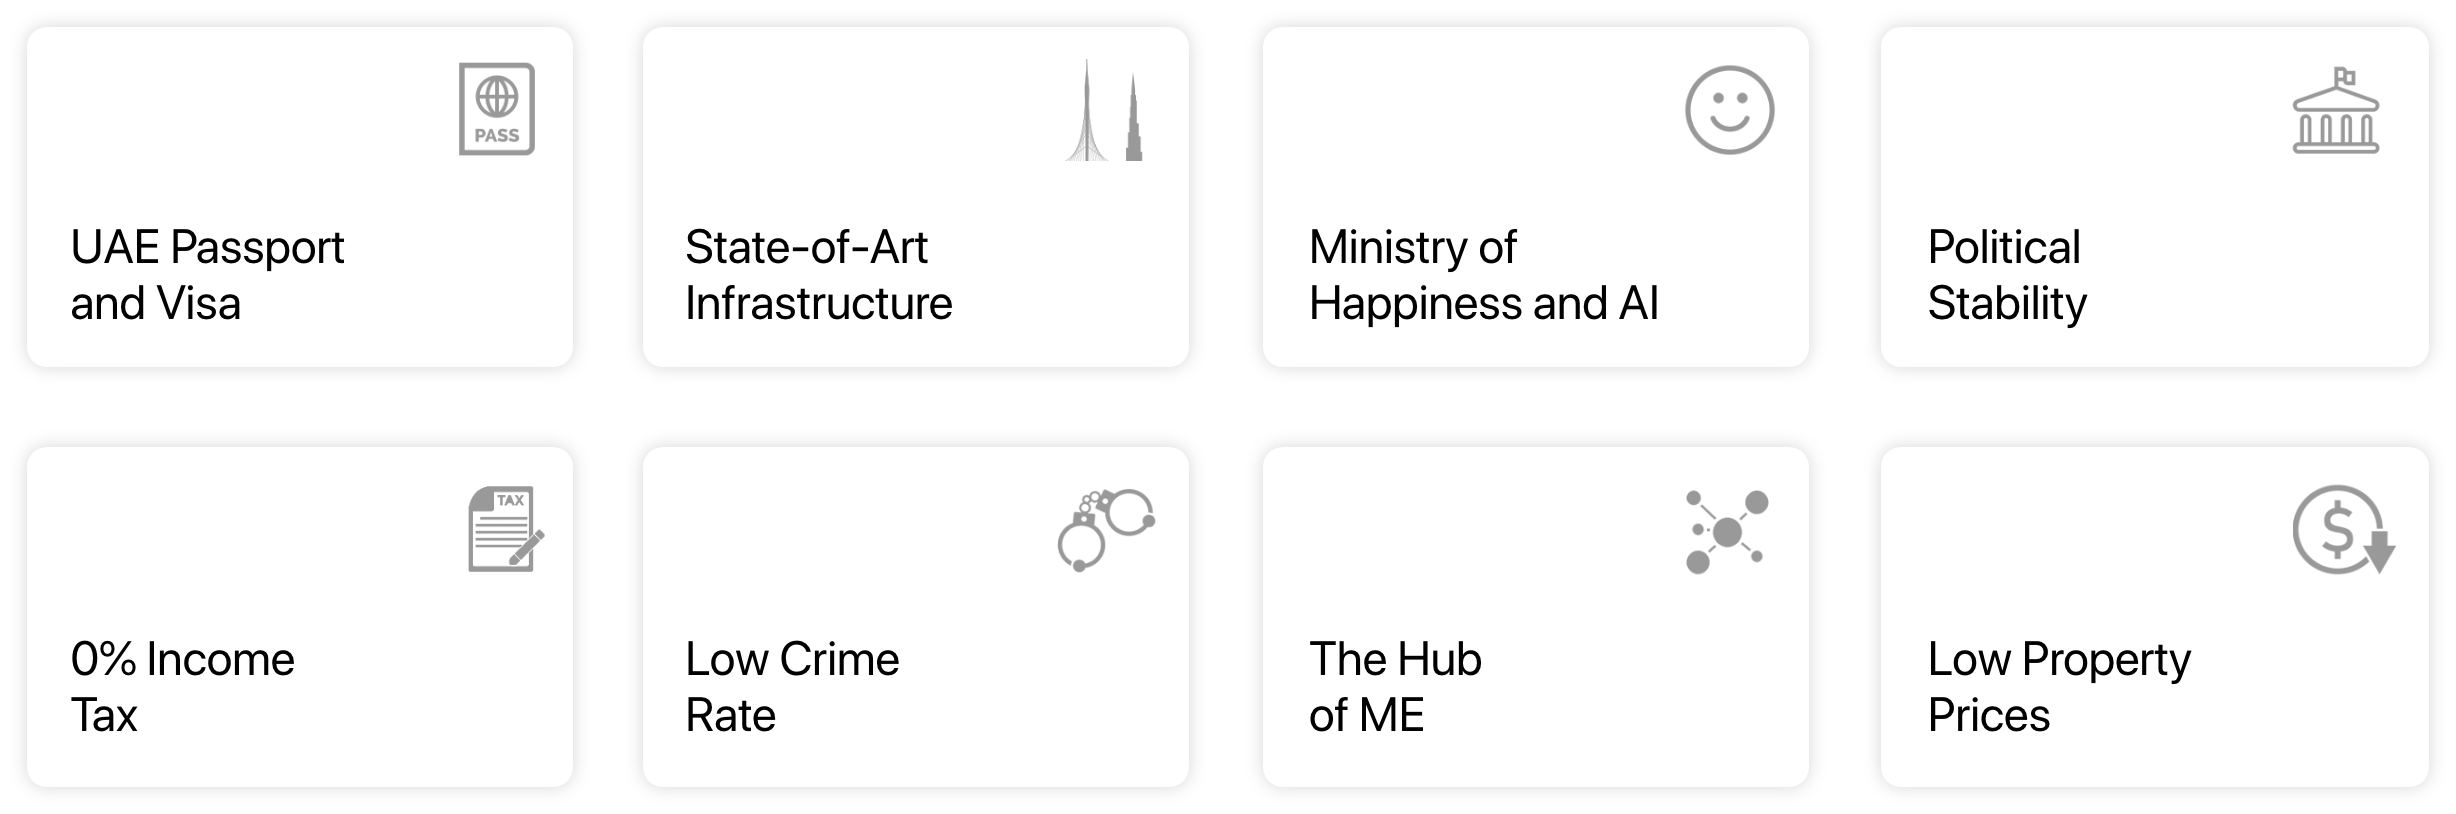 PASS
UAE Passport
and Visa
State-of-Art
Infrastructure
Ministry of
Happiness and AI
Political
Stability
TAX
0% Income
Tax
Low Crime
Rate
The Hub
of ME
$
Low Property
Prices